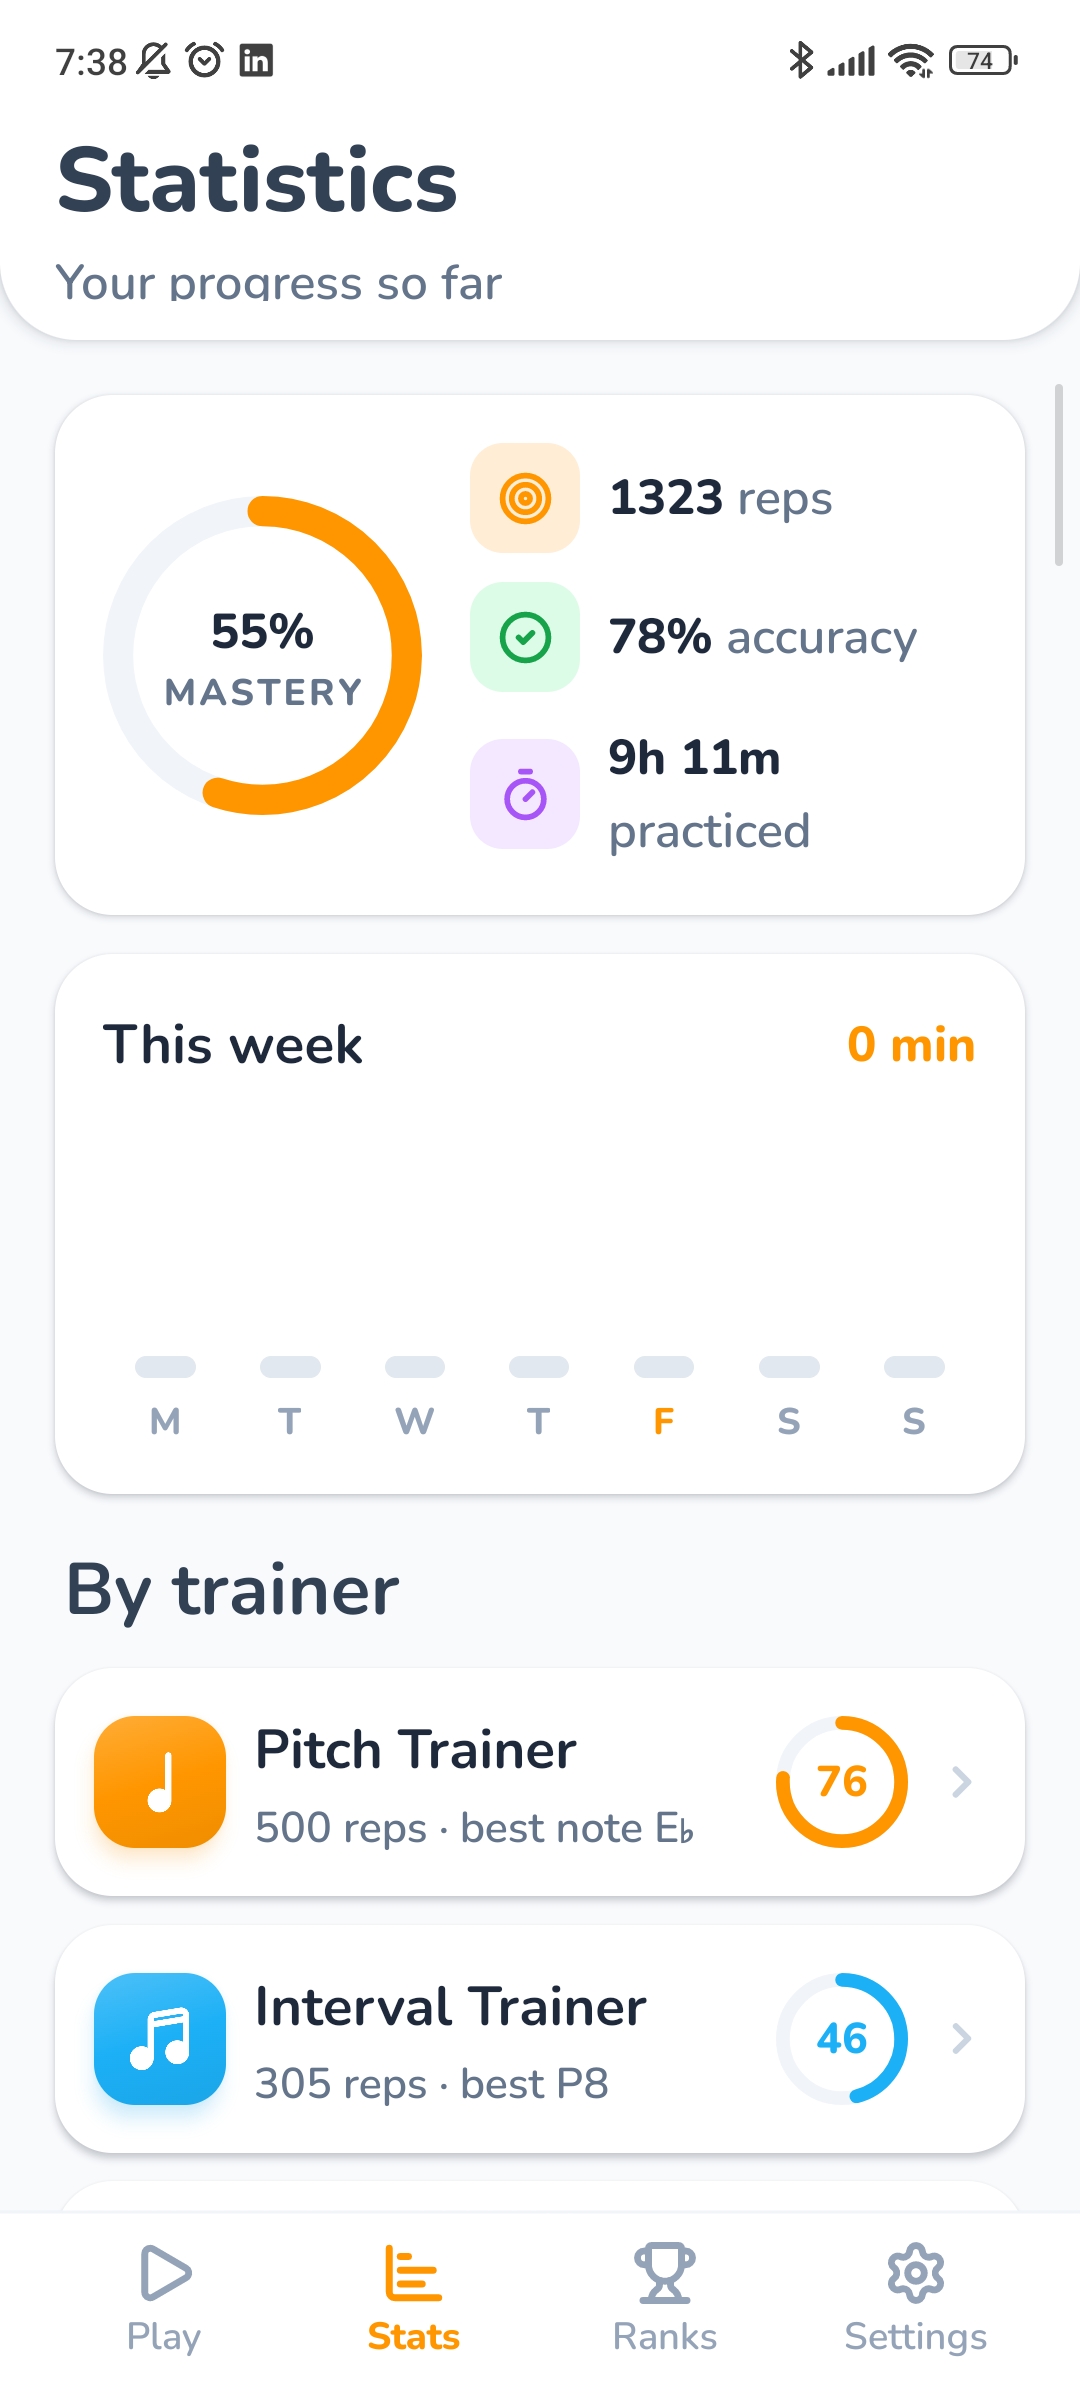 7:38
74
Statistics
Your progress so far
55%
MASTERY
1323 reps
78% accuracy
9h 11m
practiced
This week
0 min
M T W T F S S
By trainer
Pitch Trainer
500 reps · best note E♭
76
Interval Trainer
305 reps · best P8
46
Play
Stats
Ranks
Settings